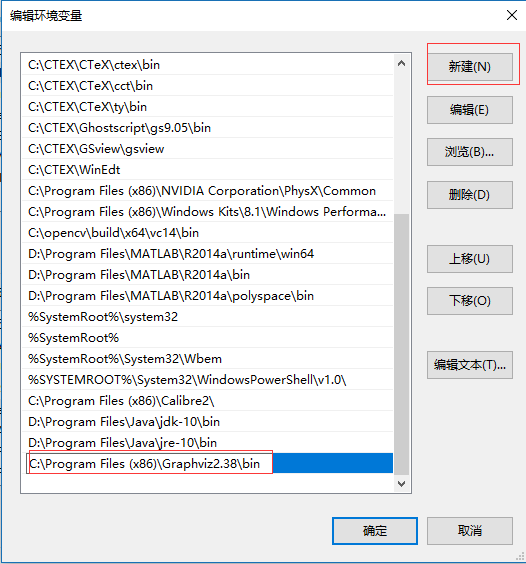 编辑环境变量
C:\CTEX\CTeX\ctex\bin
C:\CTEX\CTeX\cct\bin
C:\CTEX\CTeX\ty\bin
C:\CTEX\Ghostscript\gs9.05\bin
C:\CTEX\GSview\gsview
C:\CTEX\WinEdt
C:\Program Files (x86)\NVIDIA Corporation\PhysX\Common
C:\Program Files (x86)\Windows Kits\8.1\Windows Performa...
C:\opencv\build\x64\vc14\bin
D:\Program Files\MATLAB\R2014a\runtime\win64
D:\Program Files\MATLAB\R2014a\bin
D:\Program Files\MATLAB\R2014a\polyspace\bin
%SystemRoot%\system32
%SystemRoot%
%SystemRoot%\System32\Wbem
%SYSTEMROOT%\System32\WindowsPowerShell\v1.0\
C:\Program Files (x86)\Calibre2\
D:\Program Files\Java\jdk-10\bin
D:\Program Files\Java\jre-10\bin
C:\Program Files (x86)\Graphviz2.38\bin
新建(N)
编辑(E)
浏览(B)...
删除(D)
上移(U)
下移(O)
编辑文本(T)...
确定
取消